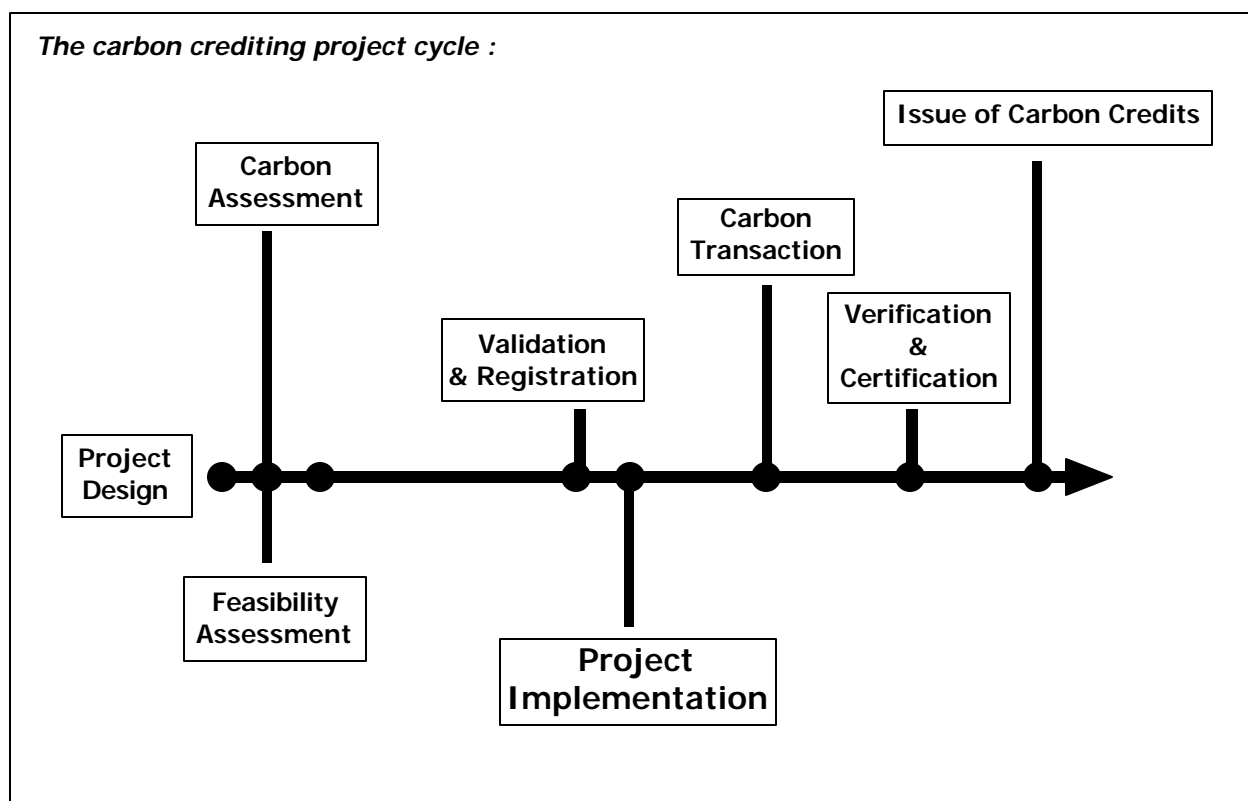 The carbon crediting project cycle :
Issue of Carbon Credits
Carbon
Assessment
Carbon
Transaction
Verification
&
Certification
Validation
& Registration
Project
Design
Feasibility
Assessment
Project
Implementation